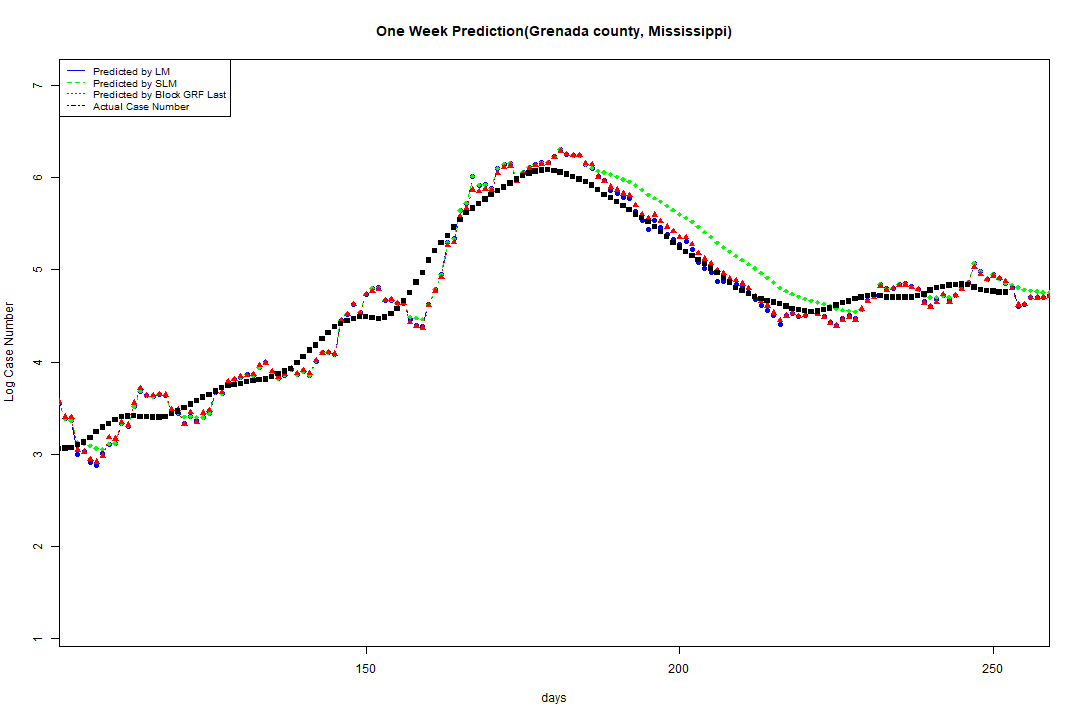 One Week Prediction(Grenada county, Mississippi)
Predicted by LM
Predicted by SLM
Predicted by Block GRF Last
Actual Case Number
7
6
5
4
3
2
1
Log Case Number
150 200 250
days